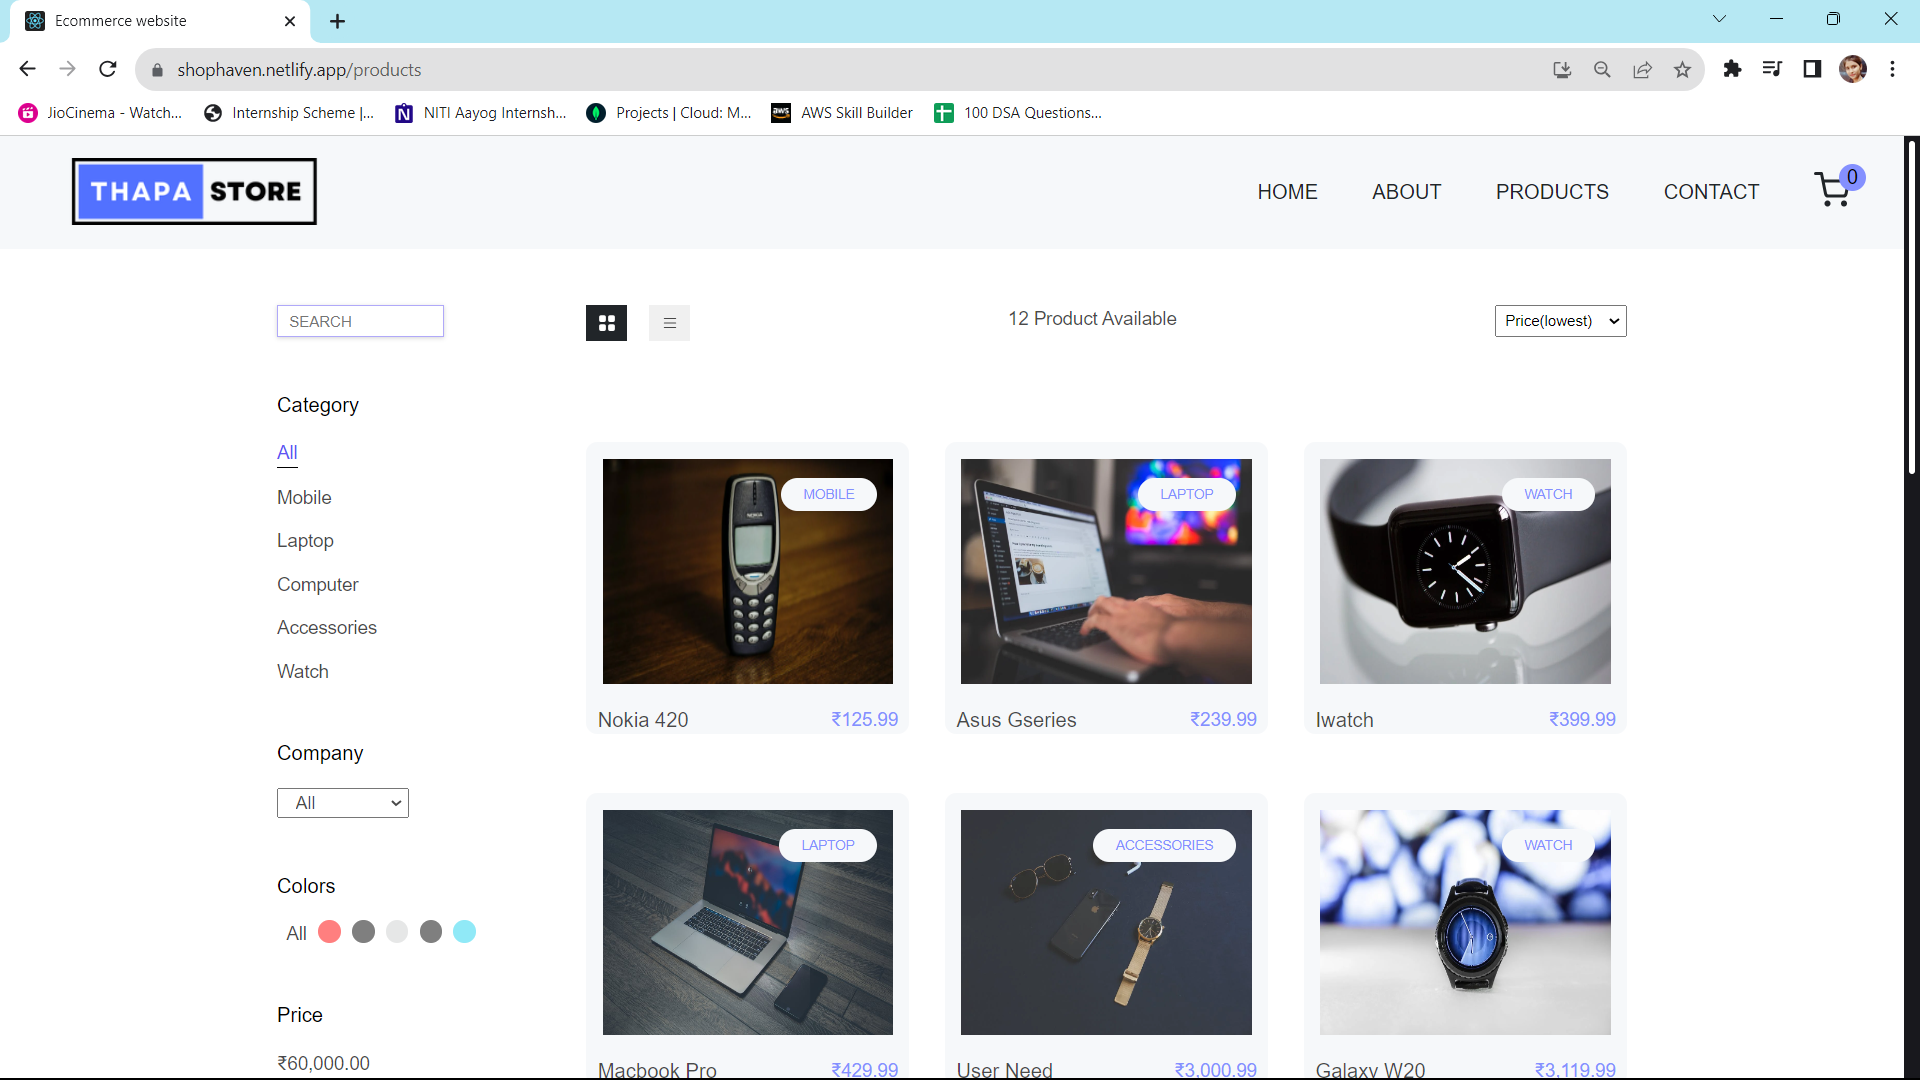 Ecommerce website
shophaven.netlify.app/products
JioCinema - Watch...
Internship Scheme |...
NITI Aayog Internsh...
Projects | Cloud: M...
AWS Skill Builder
100 DSA Questions...
THAPA STORE
HOME
ABOUT
PRODUCTS
CONTACT
0
SEARCH
12 Product Available
Price(lowest)
Category
All
Mobile
Laptop
Computer
Accessories
Watch
Company
All
Colors
All
Price
₹60,000.00
MOBILE
NOKIA
Nokia 420 ₹125.99
LAPTOP
Asus Gseries ₹239.99
WATCH
Iwatch ₹399.99
LAPTOP
Macbook Pro ₹429.99
ACCESSORIES
User Need ₹3,000.99
WATCH
Galaxy W20 ₹3,119.99